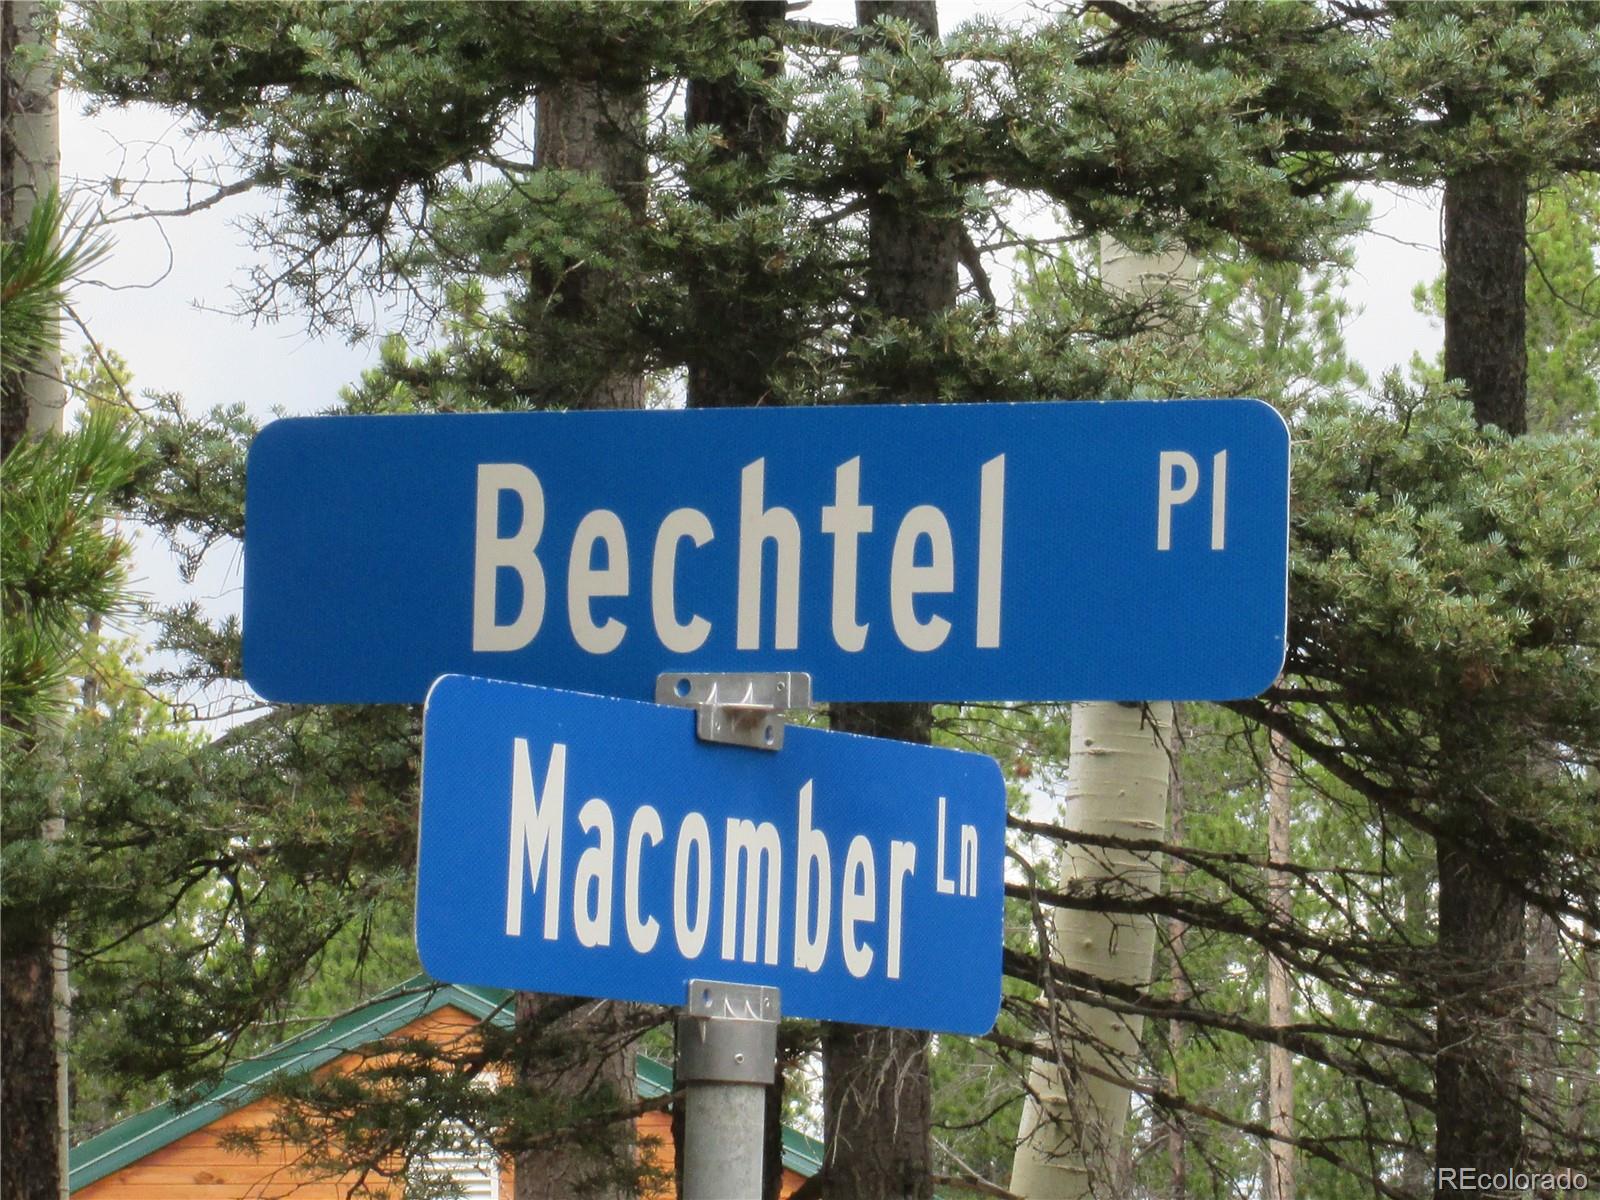 Bechtel Pl
Macomber Ln
REcolorado